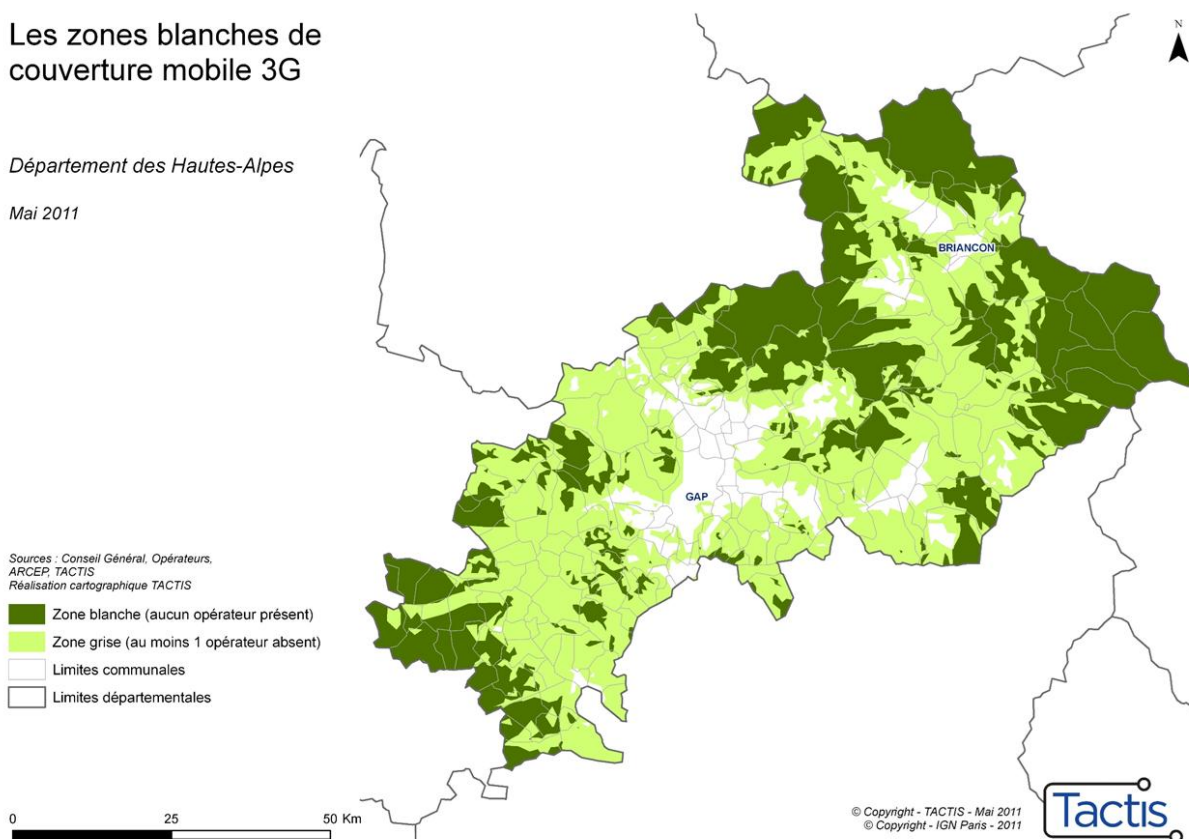 Les zones blanches de
couverture mobile 3G
N
Département des Hautes-Alpes
Mai 2011
BRIANCON
GAP
Sources : Conseil Général, Opérateurs,
ARCEP, TACTIS
Réalisation cartographique TACTIS
Zone blanche (aucun opérateur présent)
Zone grise (au moins 1 opérateur absent)
Limites communales
Limites départementales
0 25 50 Km
© Copyright - TACTIS - Mai 2011
© Copyright - IGN Paris - 2011
Tactis